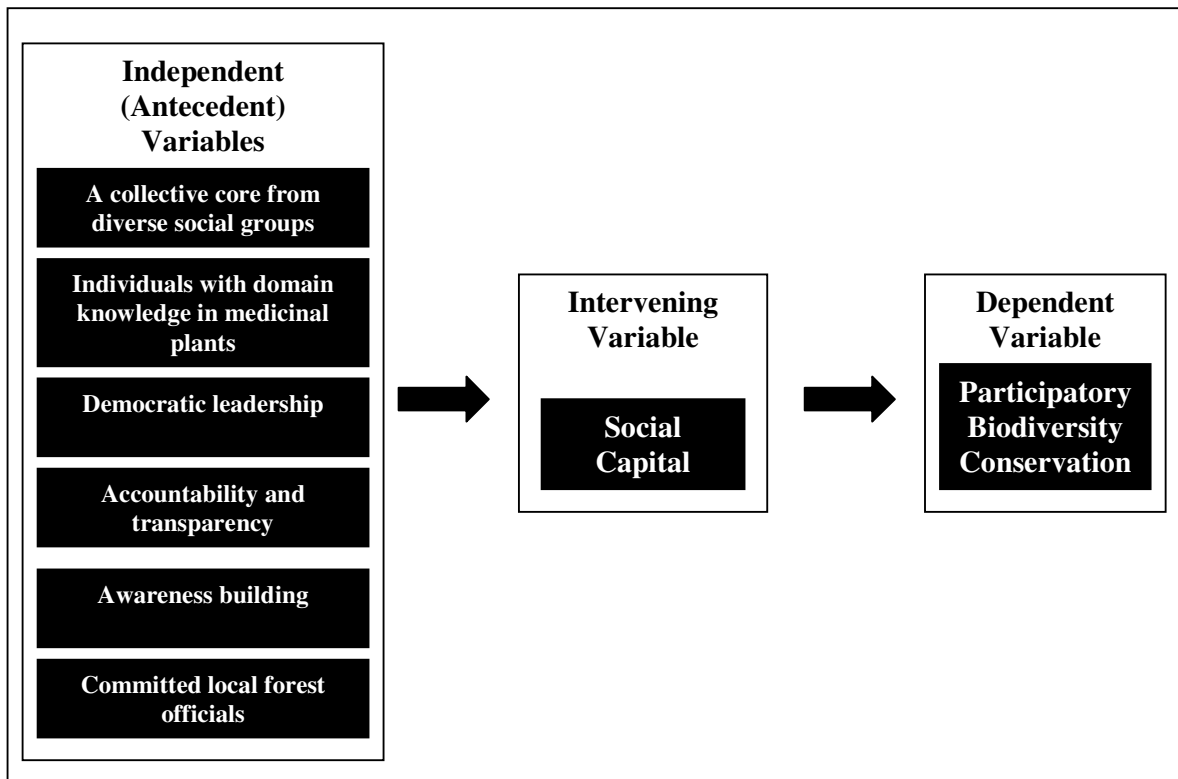 Independent
(Antecedent)
Variables
A collective core from
diverse social groups
Individuals with domain
knowledge in medicinal
plants
Democratic leadership
Accountability and
transparency
Awareness building
Committed local forest
officials
Intervening
Variable
Social
Capital
Dependent
Variable
Participatory
Biodiversity
Conservation